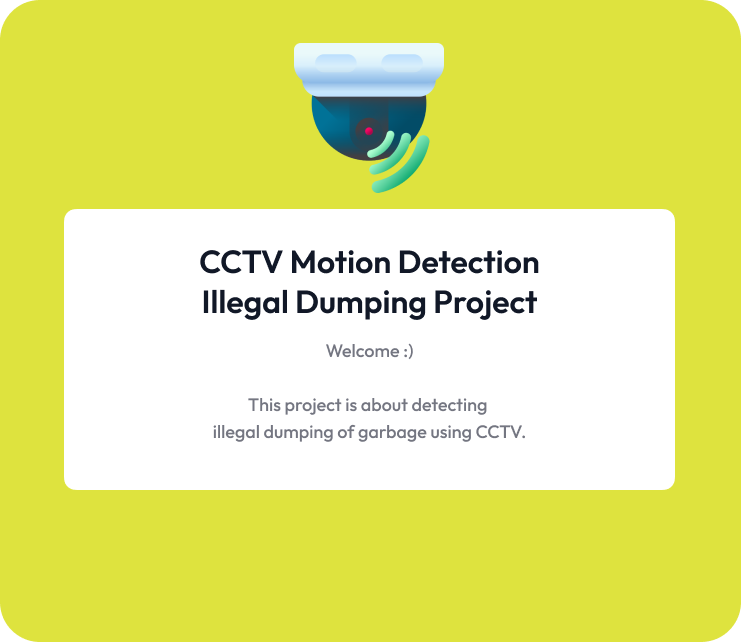 CCTV Motion Detection
Illegal Dumping Project
Welcome :)
This project is about detecting
illegal dumping of garbage using CCTV.